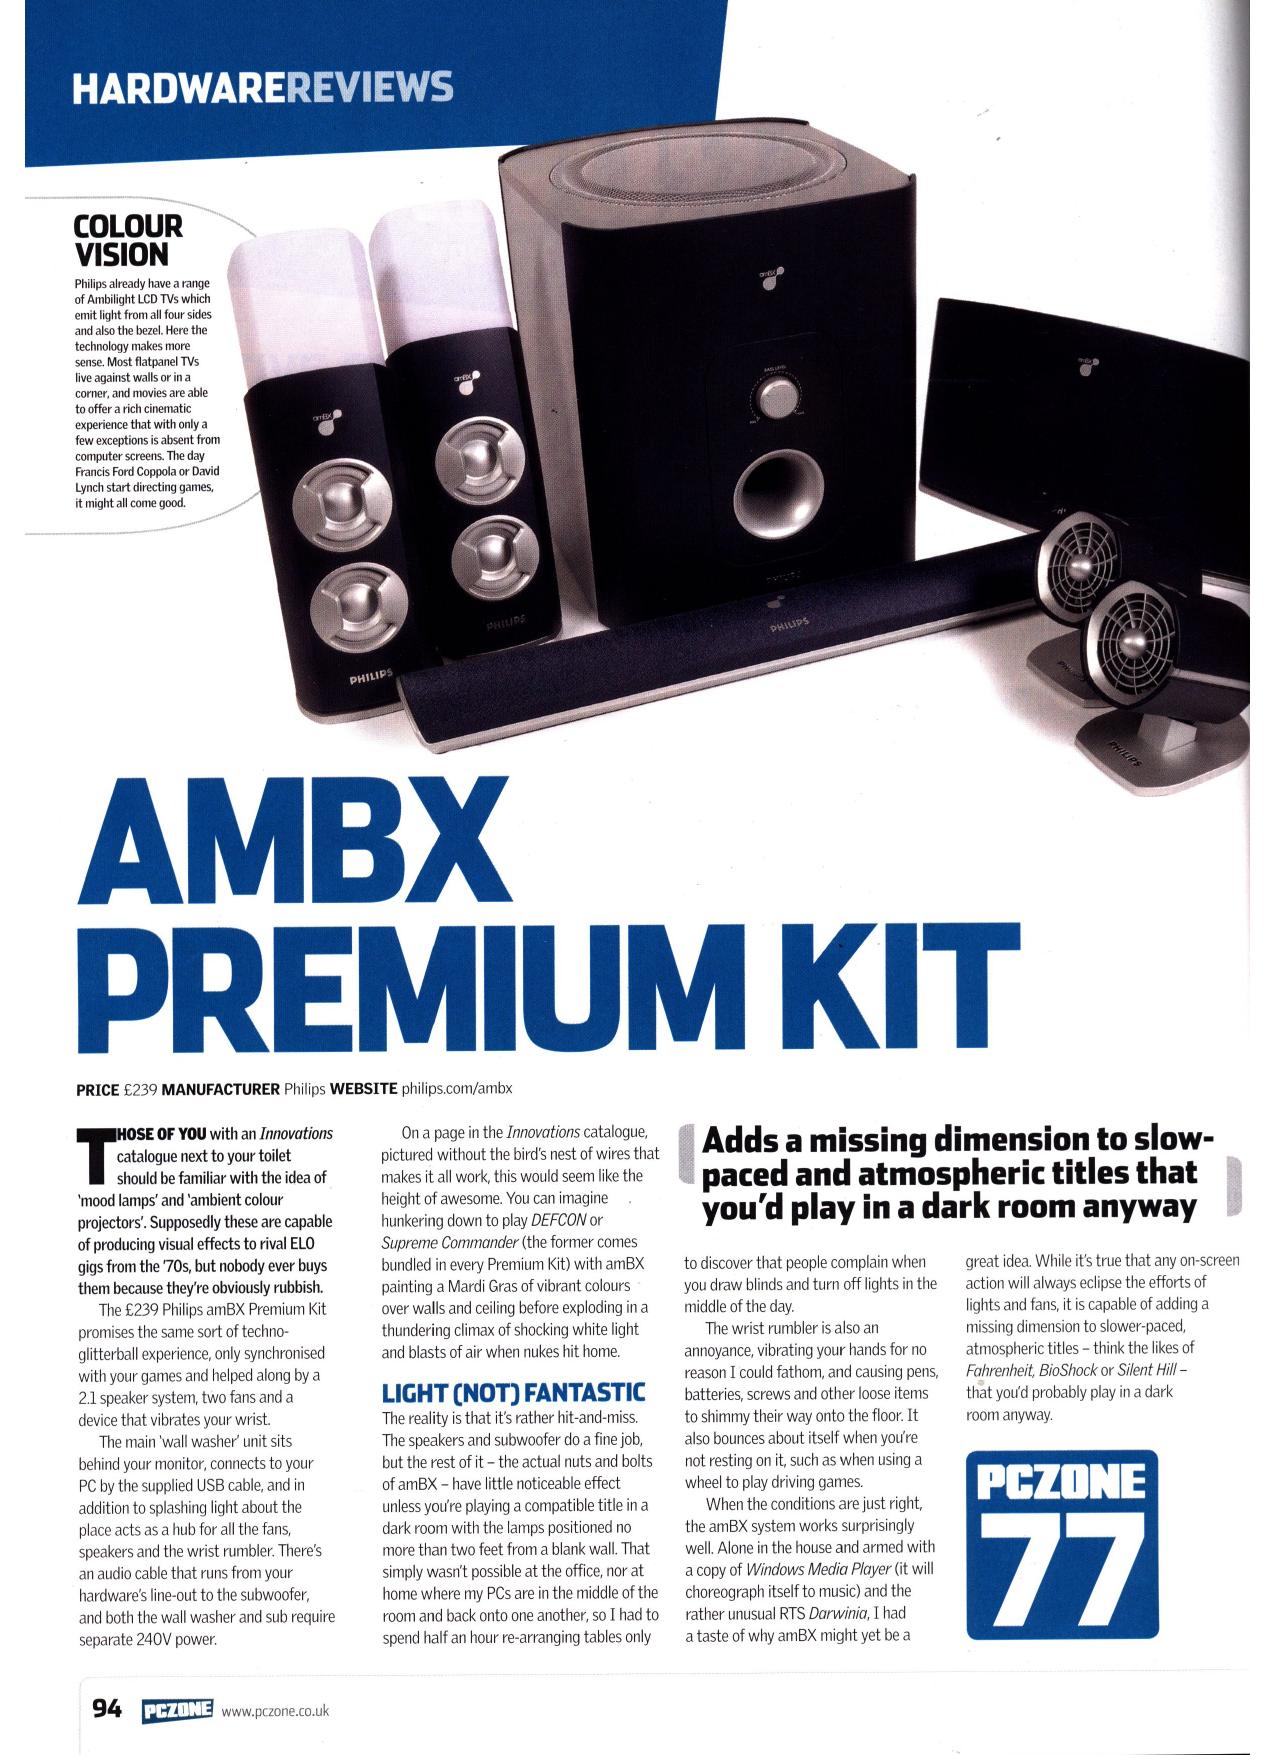 HARDWAREREVIEWS
COLOUR
VISION
Philips already have a range
of Ambilight LCD TVs which
emit light from all four sides
and also the bezel. Here the
technology makes more
sense. Most flatpanel TVs
live against walls or in a
corner, and movies are able
to offer a rich cinematic
experience that with only a
few exceptions is absent from
computer screens. The day
Francis Ford Coppola or David
Lynch start directing games,
it might all come good.
amBX
amBX
amBX
PHILIPS
PHILIPS
PHILIPS
PHILIPS
PHILIPS
AMBX
PREMIUM KIT
PRICE £239 MANUFACTURER Philips WEBSITE philips.com/ambx
THOSE OF YOU with an Innovations
catalogue next to your toilet
should be familiar with the idea of
'mood lamps' and 'ambient colour
projectors'. Supposedly these are capable
of producing visual effects to rival ELO
gigs from the '70s, but nobody ever buys
them because they're obviously rubbish.
The £239 Philips amBX Premium Kit
promises the same sort of techno-
glitterball experience, only synchronised
with your games and helped along by a
2.1 speaker system, two fans and a
device that vibrates your wrist.
The main 'wall washer' unit sits
behind your monitor, connects to your
PC by the supplied USB cable, and in
addition to splashing light about the
place acts as a hub for all the fans,
speakers and the wrist rumbler. There's
an audio cable that runs from your
hardware's line-out to the subwoofer,
and both the wall washer and sub require
separate 240V power.
On a page in the Innovations catalogue,
pictured without the bird's nest of wires that
makes it all work, this would seem like the
height of awesome. You can imagine
hunkering down to play DEFCON or
Supreme Commander (the former comes
bundled in every Premium Kit) with amBX
painting a Mardi Gras of vibrant colours
over walls and ceiling before exploding in a
thundering climax of shocking white light
and blasts of air when nukes hit home.
LIGHT (NOT) FANTASTIC
The reality is that it's rather hit-and-miss.
The speakers and subwoofer do a fine job,
but the rest of it – the actual nuts and bolts
of amBX – have little noticeable effect
unless you're playing a compatible title in a
dark room with the lamps positioned no
more than two feet from a blank wall. That
simply wasn't possible at the office, nor at
home where my PCs are in the middle of the
room and back onto one another, so I had to
spend half an hour re-arranging tables only
Adds a missing dimension to slow-
paced and atmospheric titles that
you'd play in a dark room anyway
to discover that people complain when
you draw blinds and turn off lights in the
middle of the day.
The wrist rumbler is also an
annoyance, vibrating your hands for no
reason I could fathom, and causing pens,
batteries, screws and other loose items
to shimmy their way onto the floor. It
also bounces about itself when you're
not resting on it, such as when using a
wheel to play driving games.
When the conditions are just right,
the amBX system works surprisingly
well. Alone in the house and armed with
a copy of Windows Media Player (it will
choreograph itself to music) and the
rather unusual RTS Darwinia, I had
a taste of why amBX might yet be a
great idea. While it's true that any on-screen
action will always eclipse the efforts of
lights and fans, it is capable of adding a
missing dimension to slower-paced,
atmospheric titles – think the likes of
Fahrenheit, BioShock or Silent Hill –
that you'd probably play in a dark
room anyway.
PCZONE
77
94 PCZONE www.pczone.co.uk